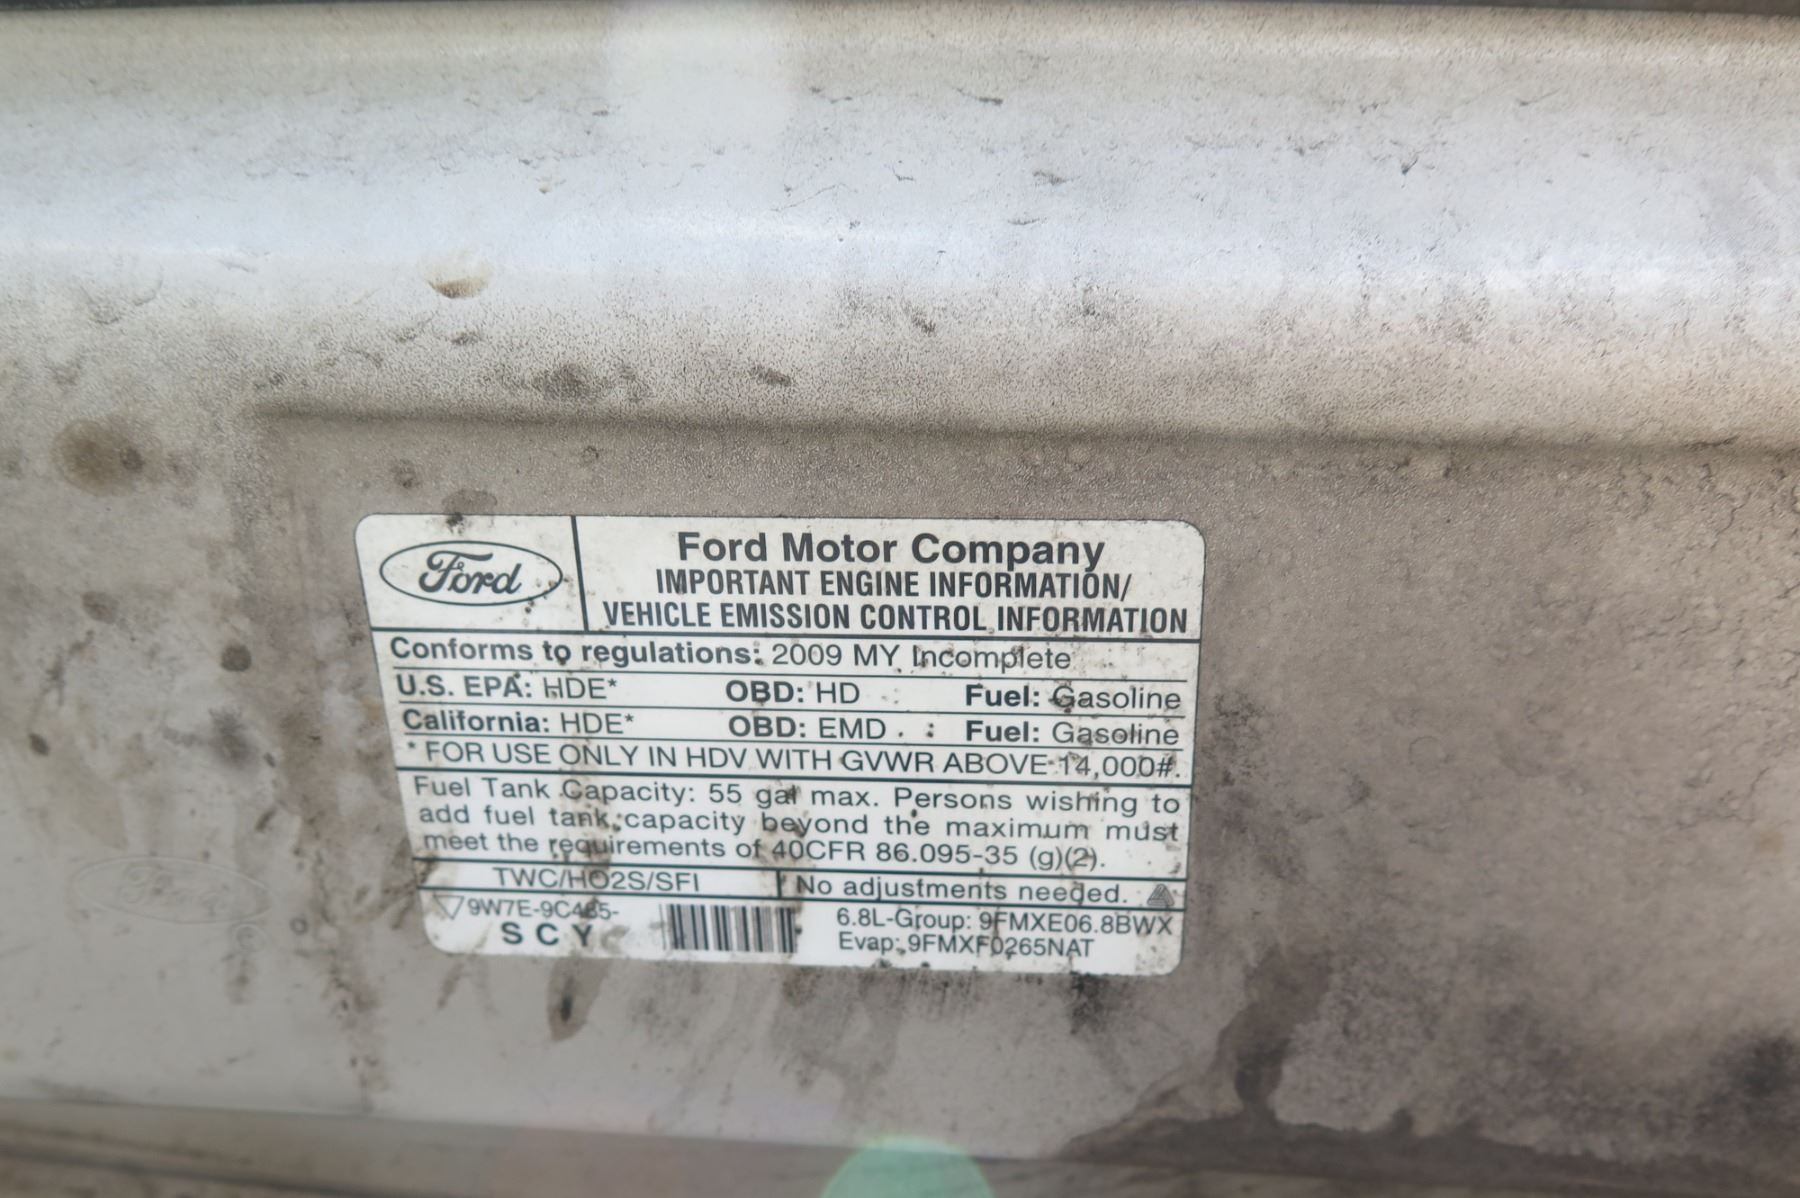 Ford
Ford Motor Company
IMPORTANT ENGINE INFORMATION/
VEHICLE EMISSION CONTROL INFORMATION
Conforms to regulations: 2009 MY Incomplete
U.S. EPA: HDE* OBD: HD Fuel: Gasoline
California: HDE* OBD: EMD Fuel: Gasoline
* FOR USE ONLY IN HDV WITH GVWR ABOVE 14,000#.
Fuel Tank Capacity: 55 gal max. Persons wishing to
add fuel tank capacity beyond the maximum must
meet the requirements of 40CFR 86.095-35 (g)(2).
TWC/HO2S/SFI No adjustments needed.
9W7E-9C485-
SCY
6.8L-Group: 9FMXE06.8BWX
Evap: 9FMXF0265NAT